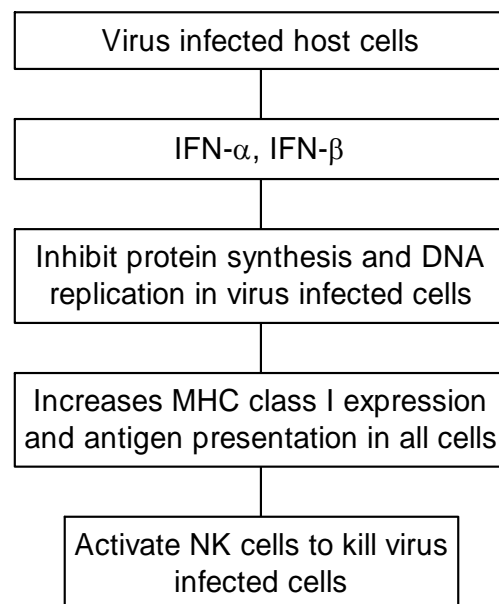 Virus infected host cells
IFN-α, IFN-β
Inhibit protein synthesis and DNA
replication in virus infected cells
Increases MHC class I expression
and antigen presentation in all cells
Activate NK cells to kill virus
infected cells